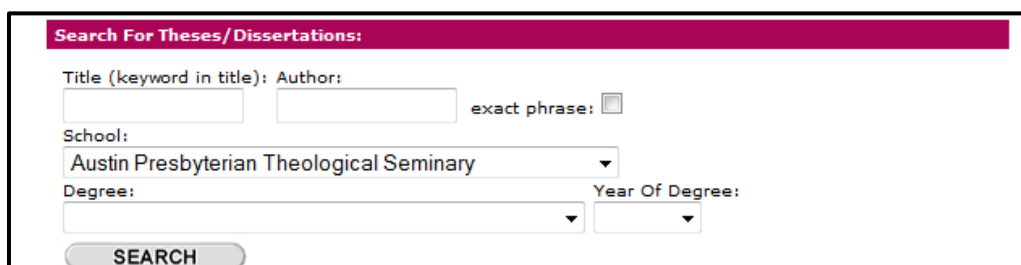 Search For Theses/Dissertations:
Title (keyword in title): Author:
exact phrase:
School:
Austin Presbyterian Theological Seminary
Degree: Year Of Degree:
SEARCH